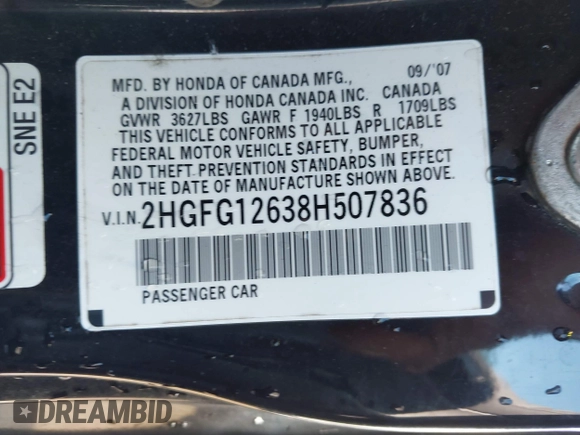 SNE E2
MFD. BY HONDA OF CANADA MFG., 09/'07
A DIVISION OF HONDA CANADA INC. CANADA
GVWR 3627LBS GAWR F 1940LBS R 1709LBS
THIS VEHICLE CONFORMS TO ALL APPLICABLE
FEDERAL MOTOR VEHICLE SAFETY, BUMPER,
AND THEFT PREVENTION STANDARDS IN EFFECT
ON THE DATE OF MANUFACTURE SHOWN ABOVE.
V.I.N. 2HGFG12638H507836
PASSENGER CAR
DREAMBID